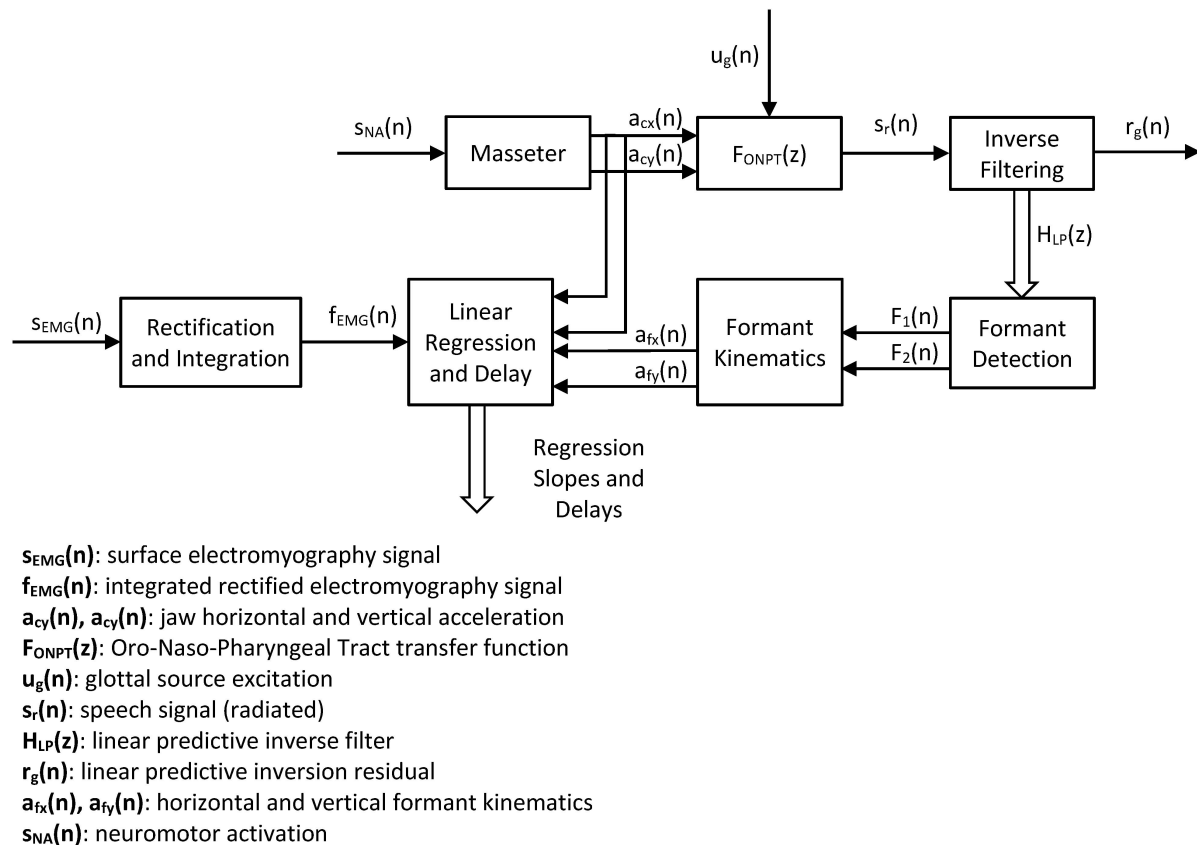 u_g(n)
s_NA(n)
Masseter
a_cx(n)
a_cy(n)
F_ONPT(z)
s_r(n)
Inverse
Filtering
r_g(n)
H_LP(z)
s_EMG(n)
Rectification
and Integration
f_EMG(n)
Linear
Regression
and Delay
a_fx(n)
a_fy(n)
Formant
Kinematics
F_1(n)
F_2(n)
Formant
Detection
Regression
Slopes and
Delays
s_EMG(n): surface electromyography signal
f_EMG(n): integrated rectified electromyography signal
a_cy(n), a_cy(n): jaw horizontal and vertical acceleration
F_ONPT(z): Oro-Naso-Pharyngeal Tract transfer function
u_g(n): glottal source excitation
s_r(n): speech signal (radiated)
H_LP(z): linear predictive inverse filter
r_g(n): linear predictive inversion residual
a_fx(n), a_fy(n): horizontal and vertical formant kinematics
s_NA(n): neuromotor activation